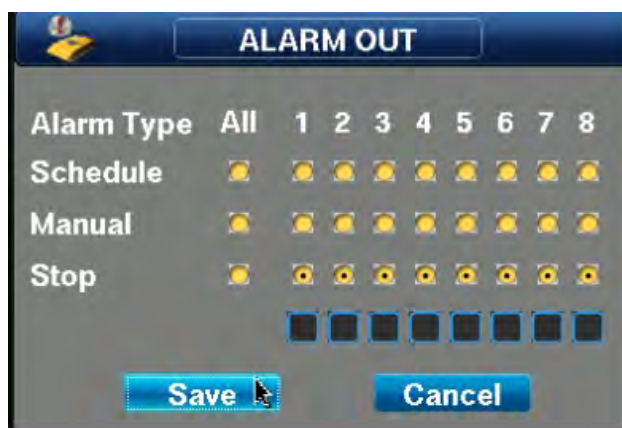 ALARM OUT
Alarm Type All 1 2 3 4 5 6 7 8
Schedule
Manual
Stop
Save Cancel